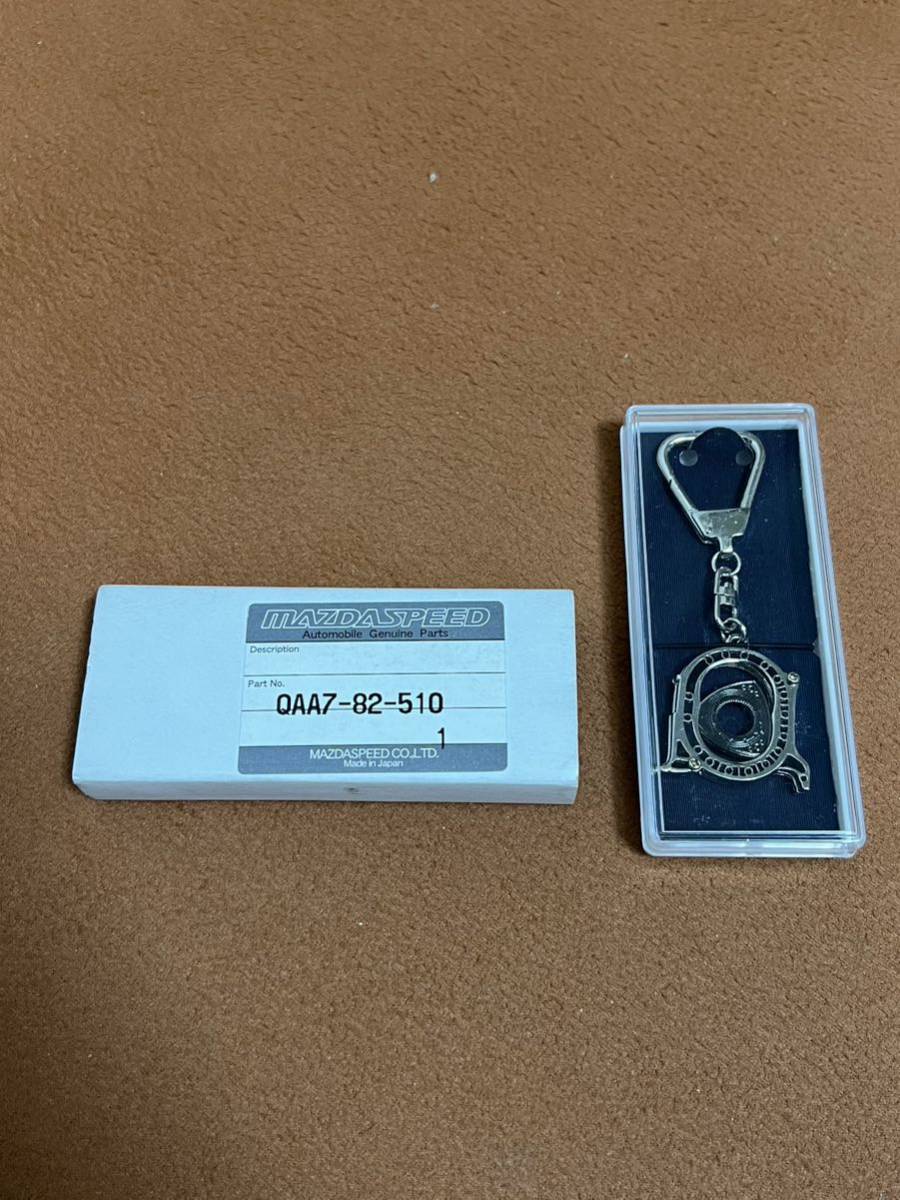 MAZDASPEED
Automobile Genuine Parts
Description
Part No.
QAA7-82-510
1
MAZDASPEED CO.,LTD.
Made in Japan